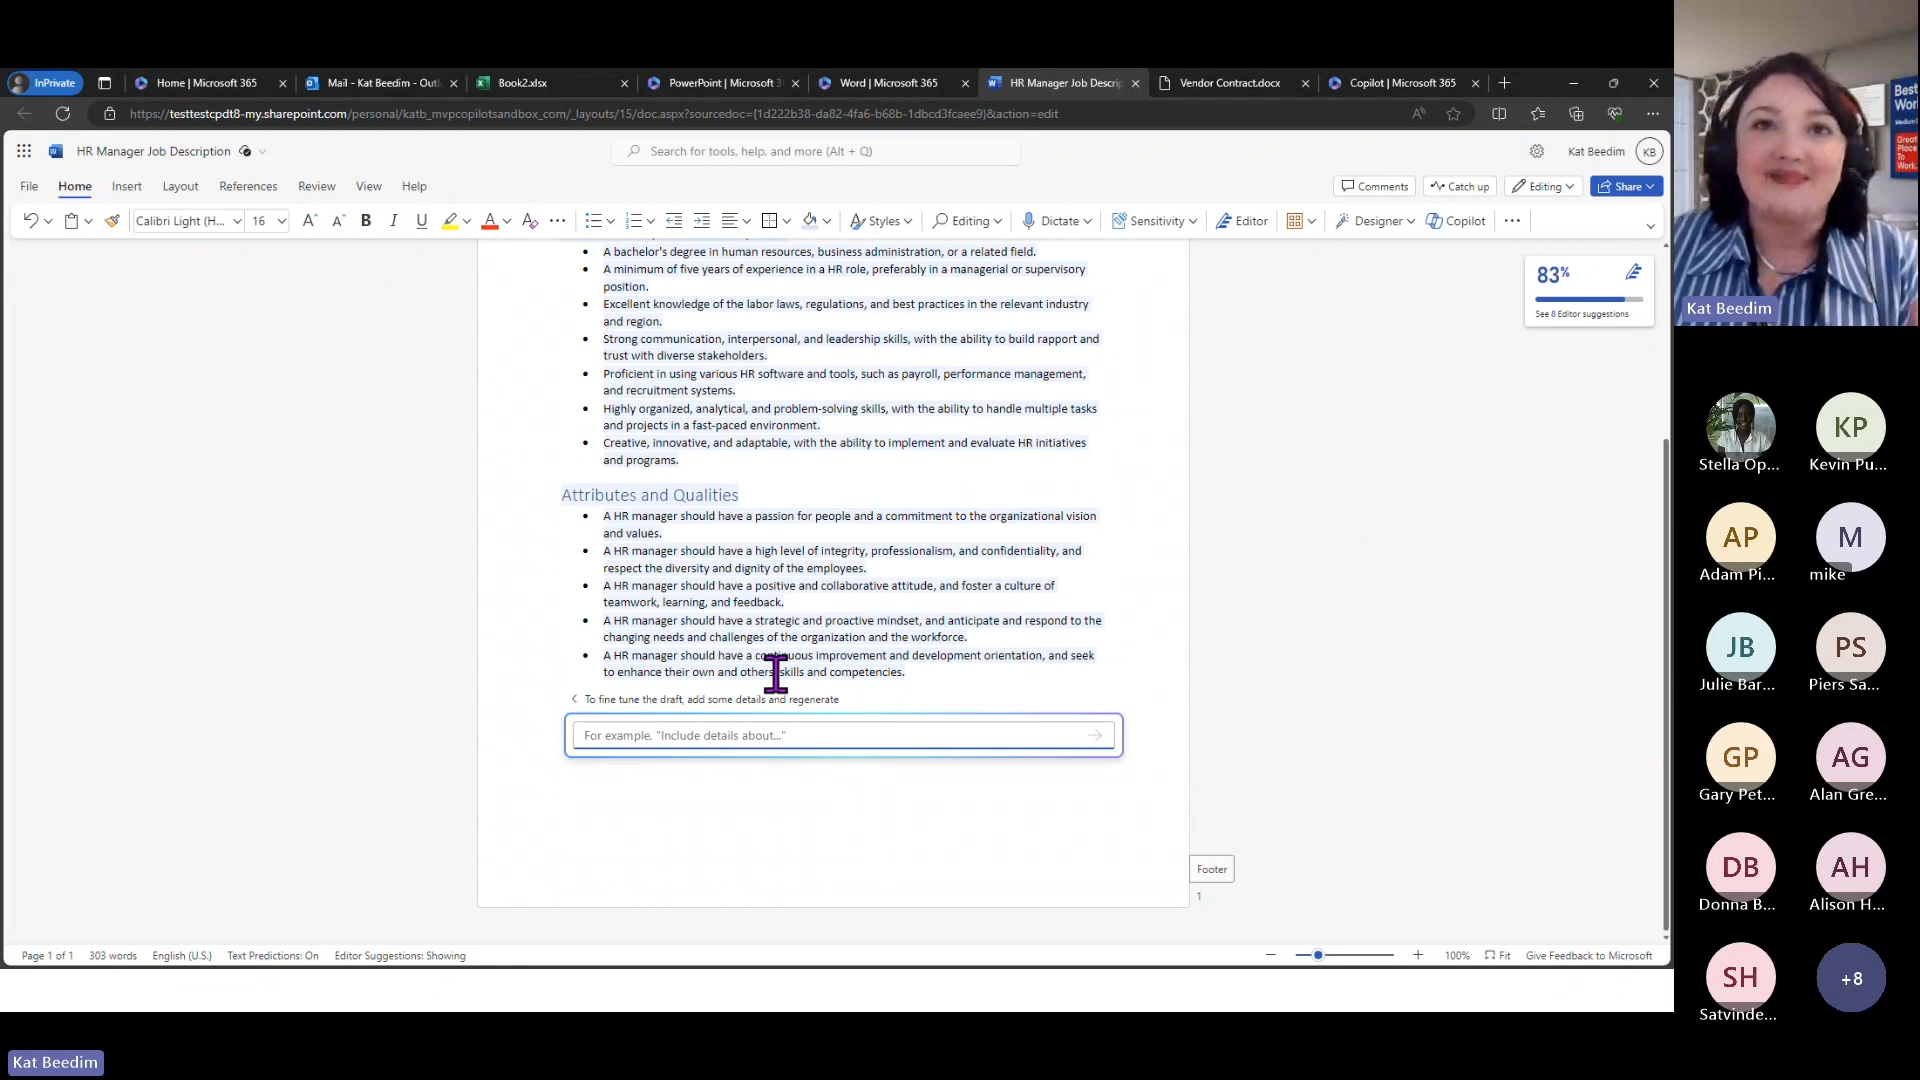 InPrivate
Home | Microsoft 365
Mail - Kat Beedim - Outl
Book2.xlsx
PowerPoint | Microsoft 3
Word | Microsoft 365
HR Manager Job Descrip
Vendor Contract.docx
Copilot | Microsoft 365
https://testtestcpdt8-my.sharepoint.com/personal/katb_mvpcopilotsandbox_com/_layouts/15/doc.aspx?sourcedoc={1d222b38-da82-4fa6-b68b-1dbcd3fcaee9}&action=edit
HR Manager Job Description
Search for tools, help, and more (Alt + Q)
Kat Beedim
KB
File Home Insert Layout References Review View Help
Comments Catch up Editing Share
Calibri Light (H... 16
B I U
Styles Editing Dictate Sensitivity Editor Designer Copilot
A bachelor's degree in human resources, business administration, or a related field.
A minimum of five years of experience in a HR role, preferably in a managerial or supervisory
position.
Excellent knowledge of the labor laws, regulations, and best practices in the relevant industry
and region.
Strong communication, interpersonal, and leadership skills, with the ability to build rapport and
trust with diverse stakeholders.
Proficient in using various HR software and tools, such as payroll, performance management,
and recruitment systems.
Highly organized, analytical, and problem-solving skills, with the ability to handle multiple tasks
and projects in a fast-paced environment.
Creative, innovative, and adaptable, with the ability to implement and evaluate HR initiatives
and programs.
Attributes and Qualities
A HR manager should have a passion for people and a commitment to the organizational vision
and values.
A HR manager should have a high level of integrity, professionalism, and confidentiality, and
respect the diversity and dignity of the employees.
A HR manager should have a positive and collaborative attitude, and foster a culture of
teamwork, learning, and feedback.
A HR manager should have a strategic and proactive mindset, and anticipate and respond to the
changing needs and challenges of the organization and the workforce.
A HR manager should have a continuous improvement and development orientation, and seek
to enhance their own and others' skills and competencies.
To fine tune the draft, add some details and regenerate
For example, "Include details about..."
83%
See 8 Editor suggestions
Footer
1
Page 1 of 1
303 words
English (U.S.)
Text Predictions: On
Editor Suggestions: Showing
100%
Fit
Give Feedback to Microsoft
Best
Wor
Great
Place
To
Work.
Kat Beedim
Stella Op...
KP
Kevin Pu...
AP
Adam Pi...
M
mike
JB
Julie Bar...
PS
Piers Sa...
GP
Gary Pet...
AG
Alan Gre...
DB
Donna B...
AH
Alison H...
SH
Satvinde...
+8
Kat Beedim